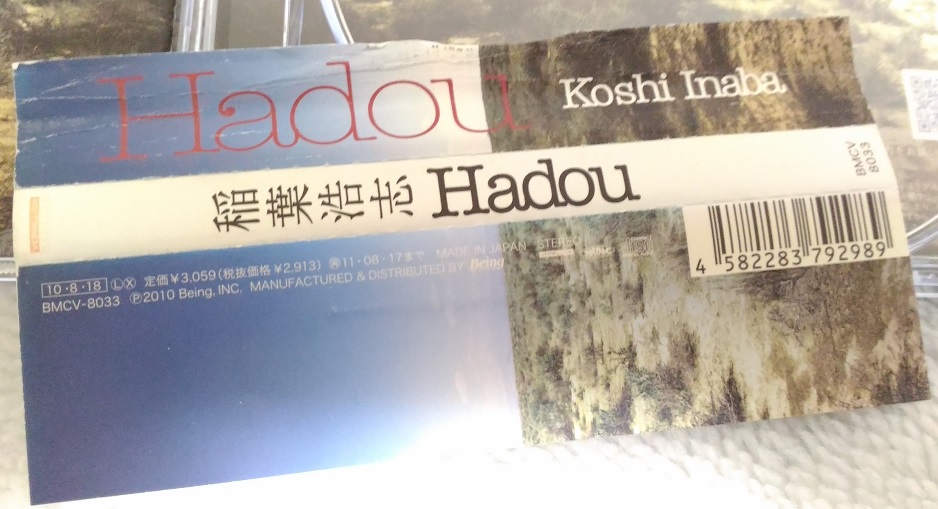 Hadou
Koshi Inaba
稲葉浩志 Hadou
BMCV
8033
10・8・18 Ⓛ Ⓧ 定価¥3,059(税抜価格 ¥2,913) 11・08・17まで MADE IN JAPAN STEREO
BMCV-8033 Ⓟ2010 Being, INC. MANUFACTURED & DISTRIBUTED BY Being
4 582283 792989